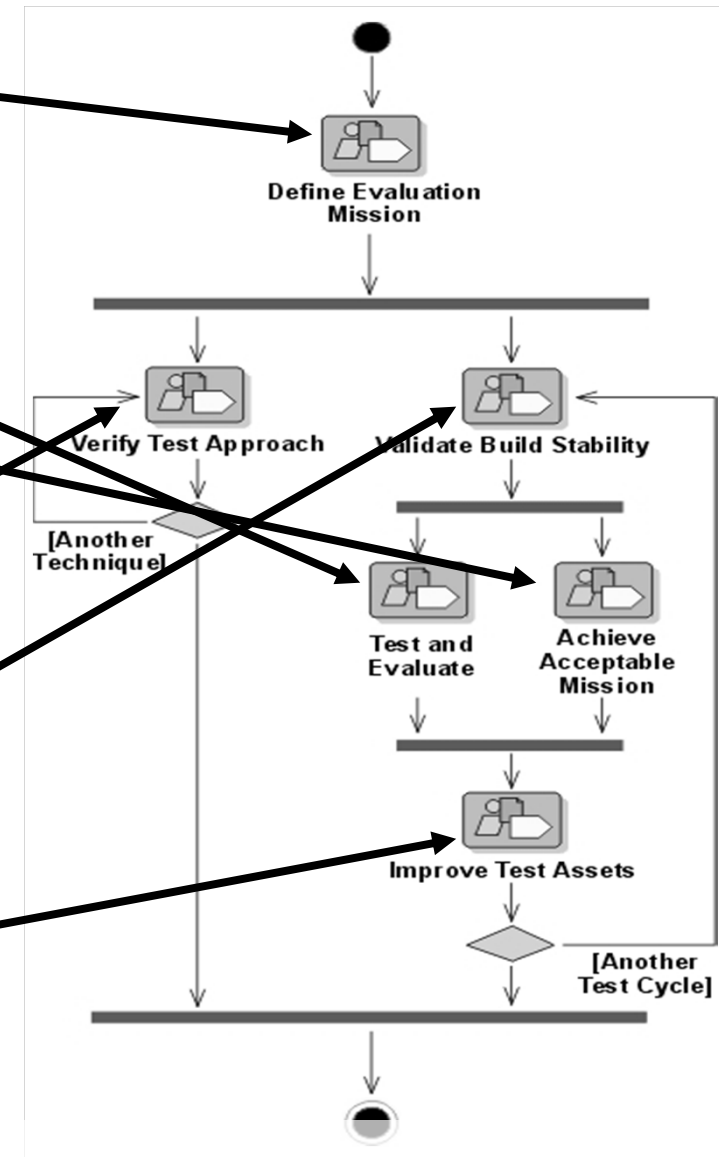 Define Evaluation
Mission
Verify Test Approach
Validate Build Stability
[Another
Technique]
Test and
Evaluate
Achieve
Acceptable
Mission
Improve Test Assets
[Another
Test Cycle]